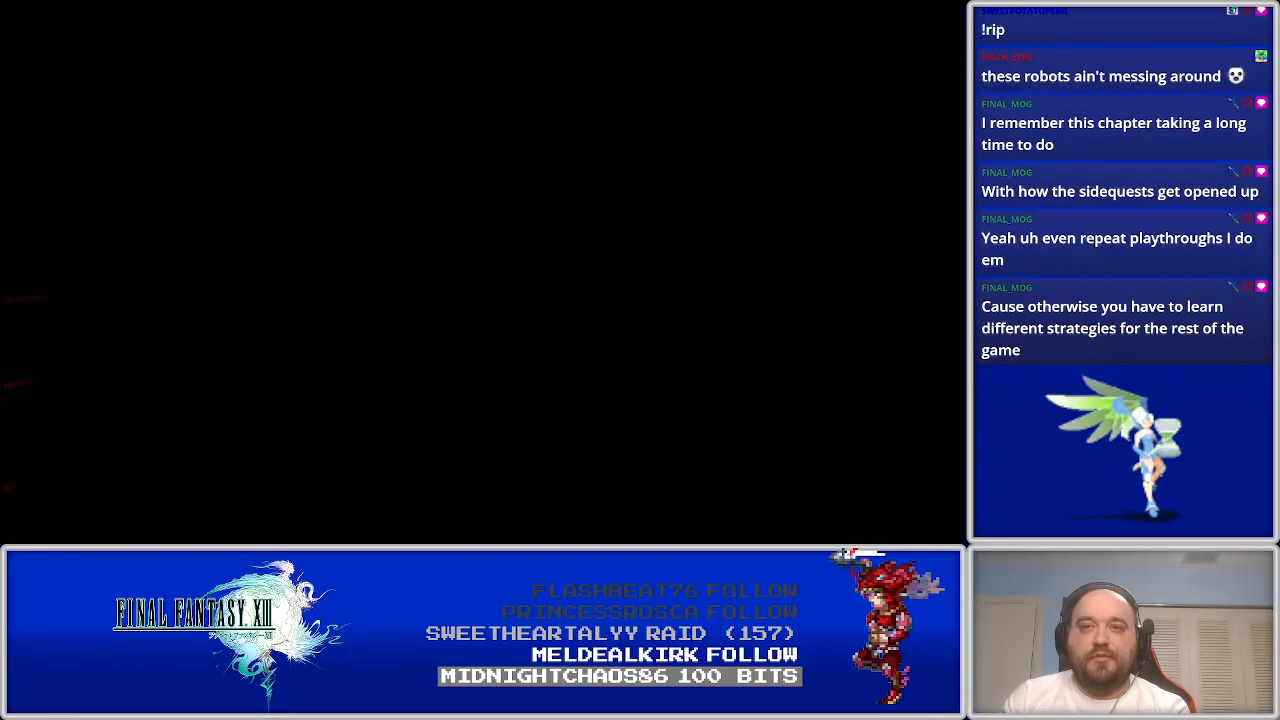 SWEETPOTATOPERIL
!rip
MACH_ZERO
these robots ain't messing around
FINAL_MOG
I remember this chapter taking a long
time to do
FINAL_MOG
With how the sidequests get opened up
FINAL_MOG
Yeah uh even repeat playthroughs I do
em
FINAL_MOG
Cause otherwise you have to learn
different strategies for the rest of the
game
FINAL FANTASY XIII
FLASHBEAT76 FOLLOW
PRINCESSROSCA FOLLOW
SWEETHEARTALYY RAID (157)
MELDEALKIRK FOLLOW
MIDNIGHTCHAOS86 100 BITS